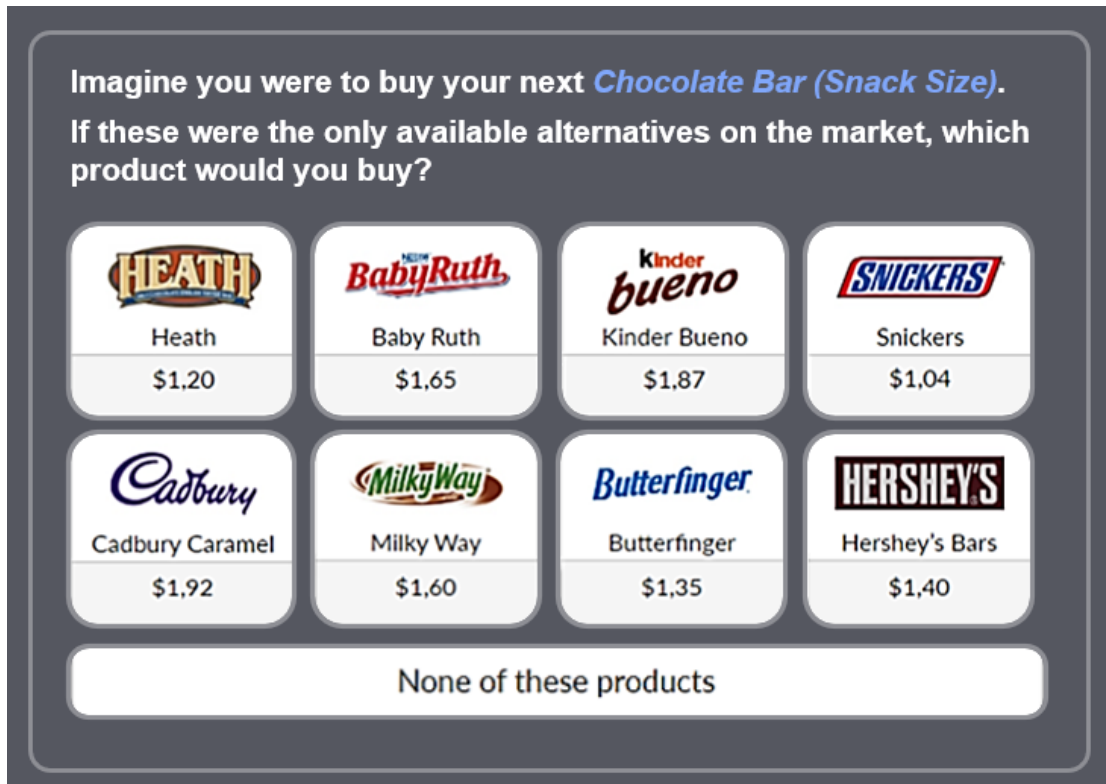 Imagine you were to buy your next Chocolate Bar (Snack Size).
If these were the only available alternatives on the market, which
product would you buy?
HEATH
Heath
$1,20
Nestle
BabyRuth
Baby Ruth
$1,65
kinder
bueno
Kinder Bueno
$1,87
SNICKERS
Snickers
$1,04
Cadbury
Cadbury Caramel
$1,92
MilkyWay
Milky Way
$1,60
Butterfinger
Butterfinger
$1,35
HERSHEY'S
Hershey's Bars
$1,40
None of these products